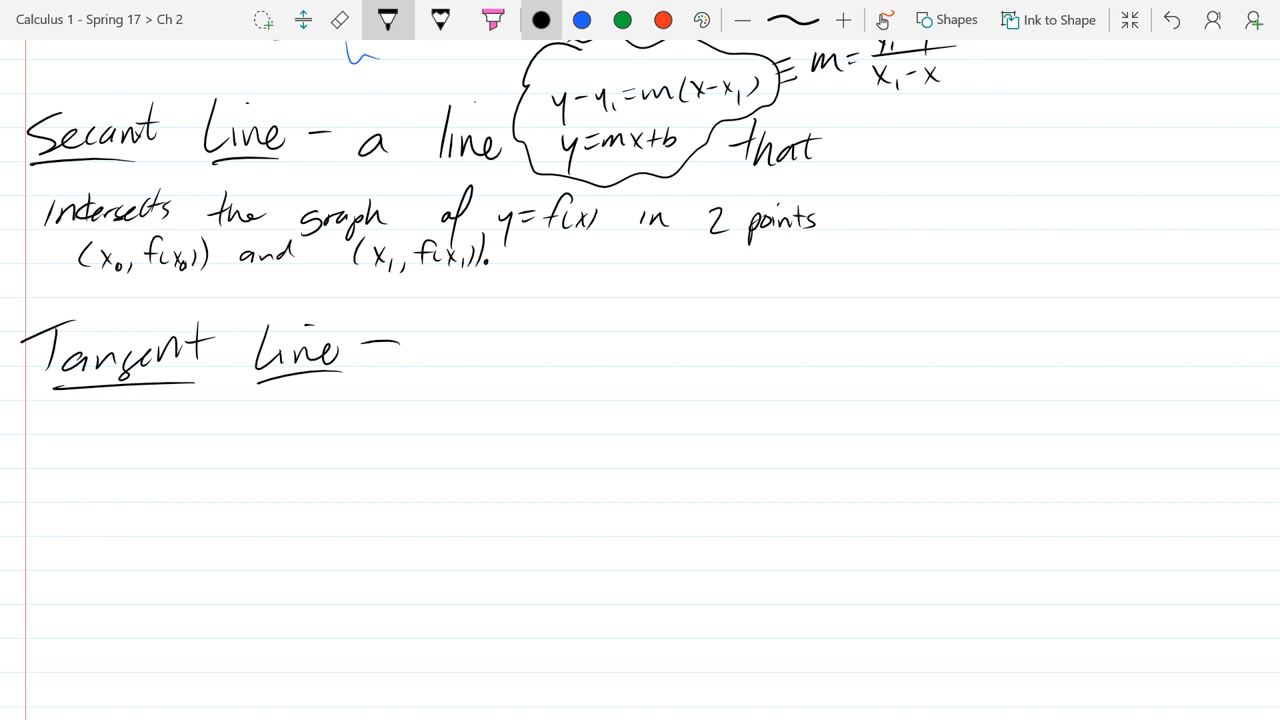 Calculus 1 - Spring 17 > Ch 2
Shapes
Ink to Shape
h
y-y₁=m(x-x₁)
y=mx+b
≡ m=
x₁-x
Secant Line - a line that
intersects the graph of y=f(x) in 2 points
(x₀, f(x₀)) and (x₁, f(x₁)).
Tangent Line -